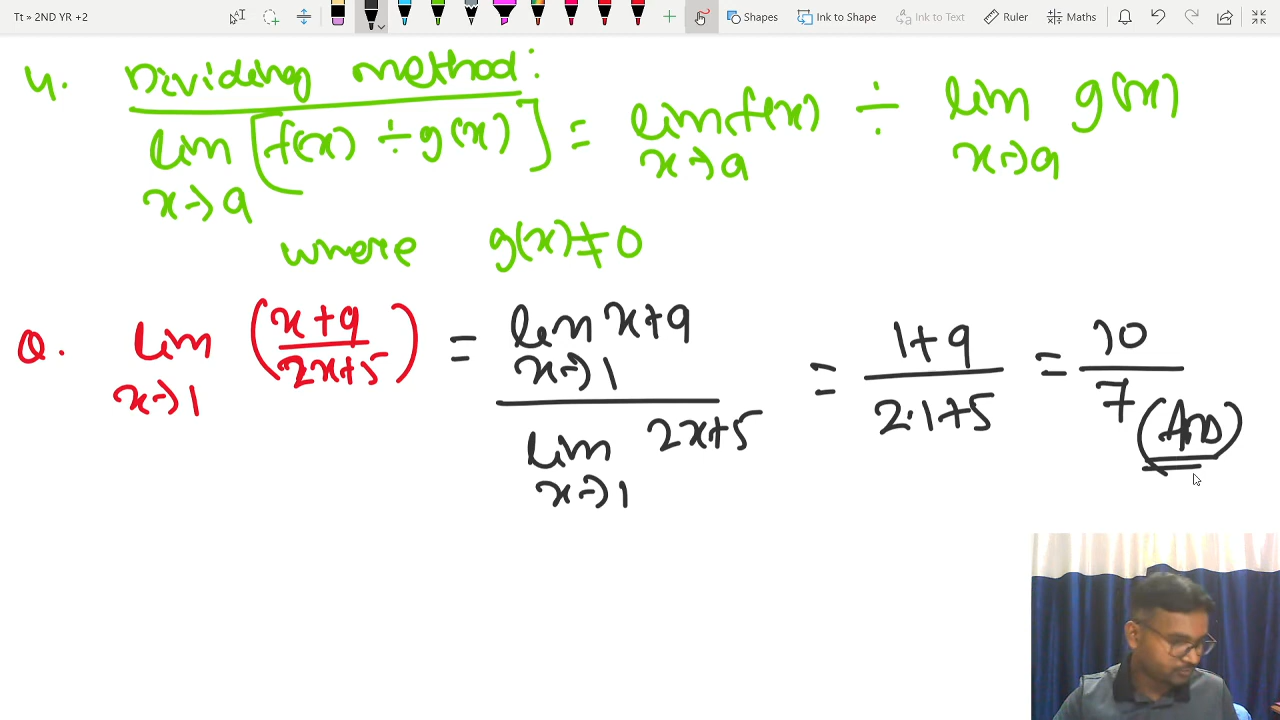 Tt » 2ND YR +2
Shapes Ink to Shape Ink to Text Ruler Maths
4. Dividing method:
lim x→a [f(x) ÷ g(x)] = lim x→a f(x) ÷ lim x→a g(x)
where g(x) ≠ 0
Q. lim x→1 (x+9 / 2x+5) = lim x→1 x+9 / lim x→1 2x+5 = 1+9 / 2·1+5 = 10 / 7 (Ans)